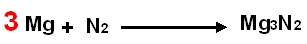 3 Mg + N₂ ⟶ Mg₃N₂